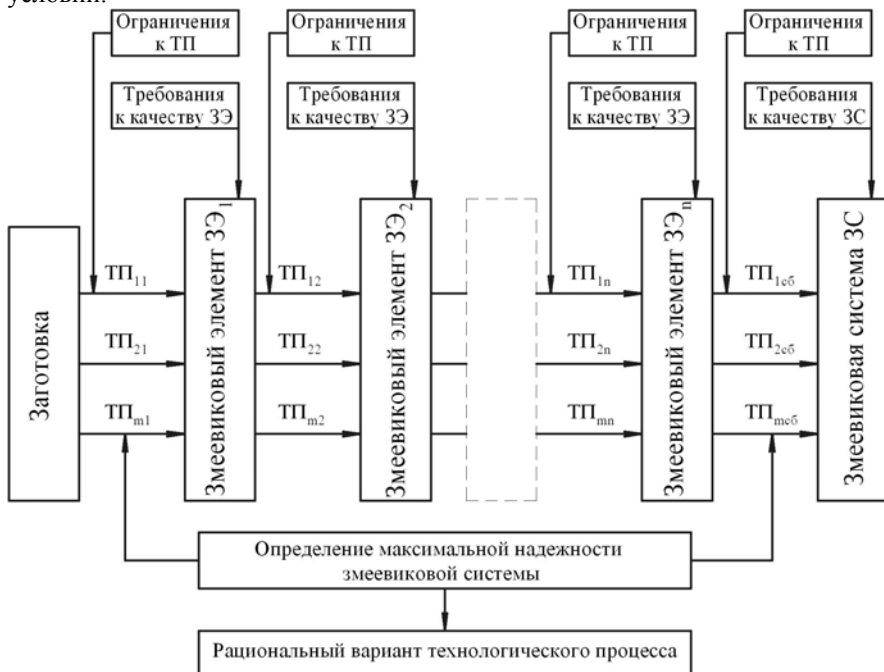 условий.
Ограничения
к ТП
Ограничения
к ТП
Ограничения
к ТП
Ограничения
к ТП
Требования
к качеству ЗЭ
Требования
к качеству ЗЭ
Требования
к качеству ЗЭ
Требования
к качеству ЗС
Заготовка
ТП11
ТП21
ТПm1
Змеевиковый элемент ЗЭ1
ТП12
ТП22
ТПm2
Змеевиковый элемент ЗЭ2
ТП1n
ТП2n
ТПmn
Змеевиковый элемент ЗЭn
ТП1сб
ТП2сб
ТПmсб
Змеевиковая система ЗС
Определение максимальной надежности
змеевиковой системы
Рациональный вариант технологического процесса